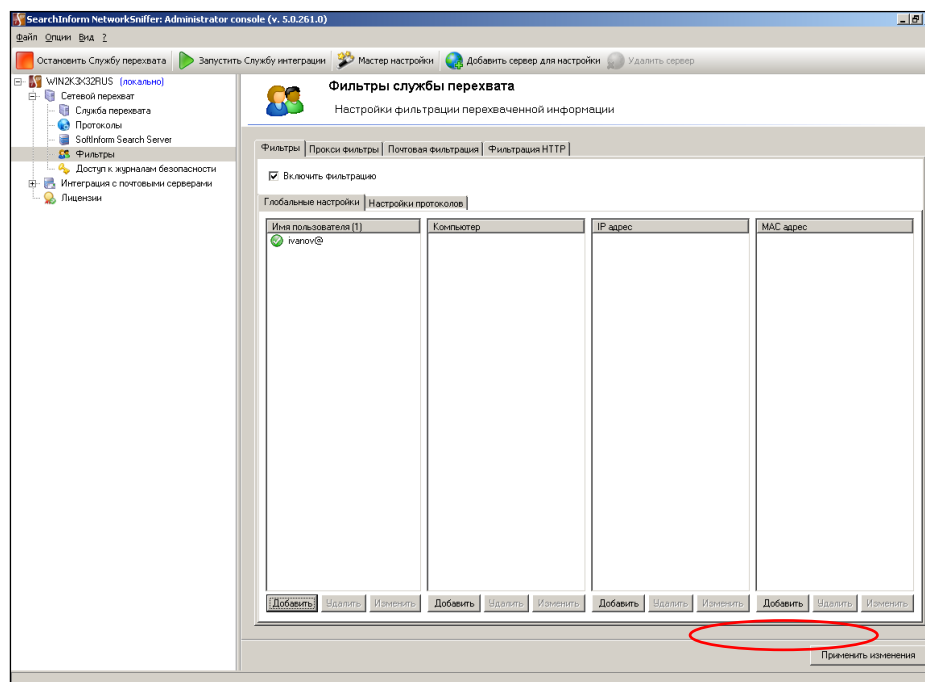 SearchInform NetworkSniffer: Administrator console (v. 5.0.261.0)
Файл Опции Вид ?
Остановить Службу перехвата Запустить Службу интеграции Мастер настройки Добавить сервер для настройки Удалить сервер
WIN2K3X32RUS (локально)
Сетевой перехват
Служба перехвата
Протоколы
SoftInform Search Server
Фильтры
Доступ к журналам безопасности
Интеграция с почтовыми серверами
Лицензии
Фильтры службы перехвата
Настройки фильтрации перехваченной информации
Фильтры Прокси фильтры Почтовая фильтрация Фильтрация HTTP
Включить фильтрацию
Глобальные настройки Настройки протоколов
Имя пользователя (1) Компьютер IP адрес MAC адрес
ivanov@
Добавить Удалить Изменить Добавить Удалить Изменить Добавить Удалить Изменить Добавить Удалить Изменить
Применить изменения